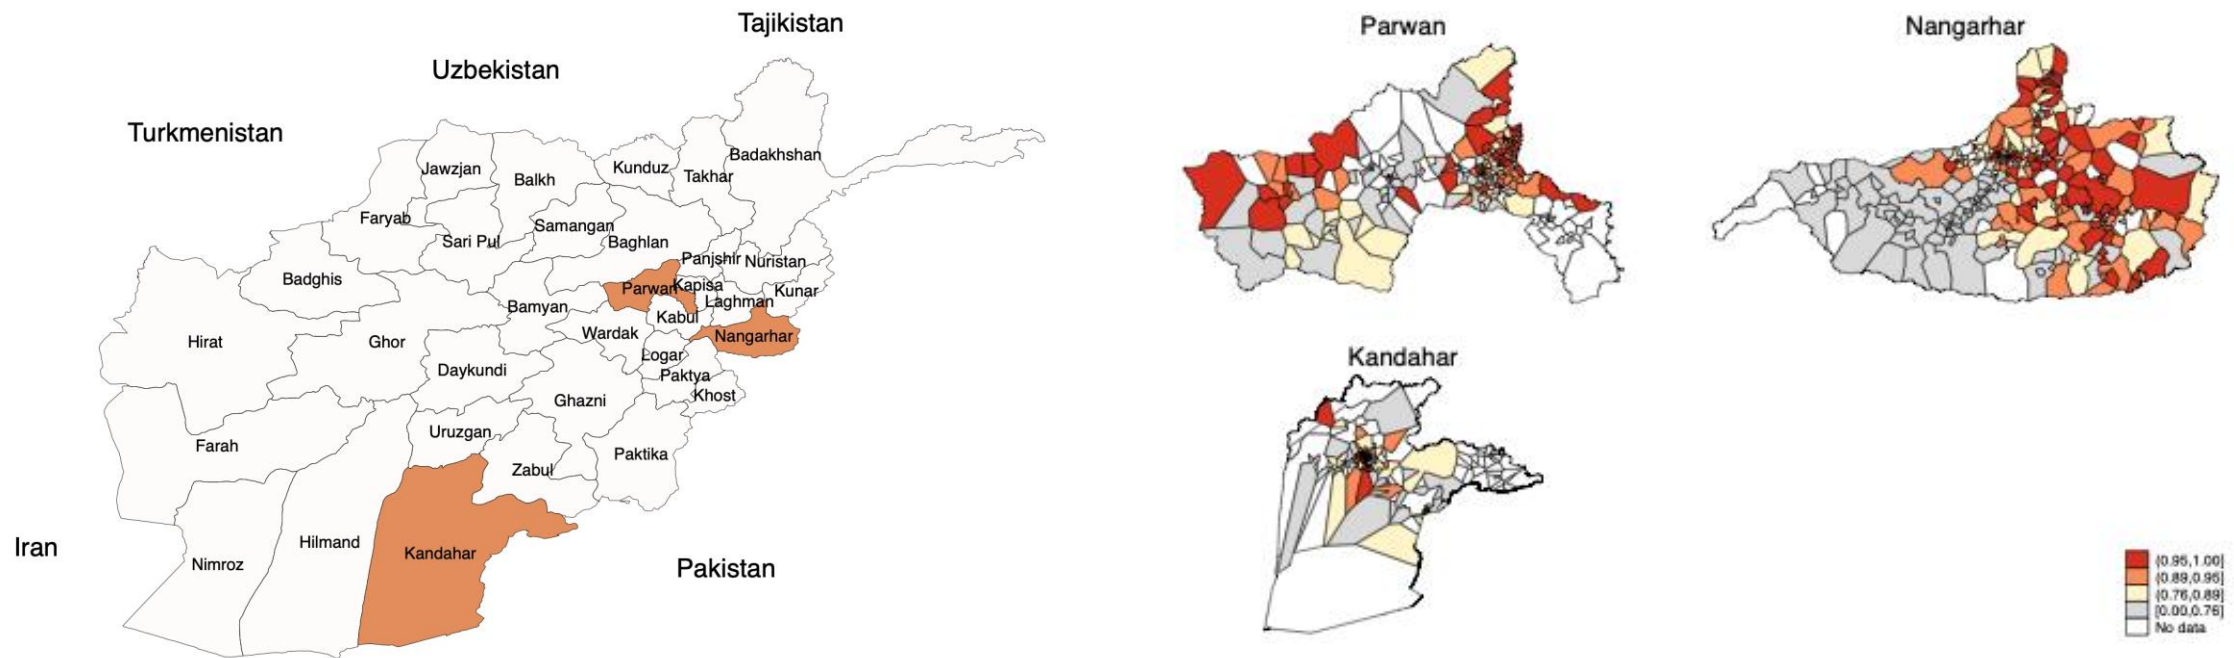 Tajikistan
Uzbekistan
Turkmenistan
Jawzjan
Balkh
Kunduz
Takhar
Badakhshan
Faryab
Sari Pul
Samangan
Baghlan
Badghis
Panjshir
Nuristan
Parwan
Kapisa
Kunar
Bamyan
Laghman
Kabul
Hirat
Ghor
Wardak
Nangarhar
Logar
Daykundi
Paktya
Khost
Ghazni
Farah
Uruzgan
Zabul
Paktika
Iran
Nimroz
Hilmand
Kandahar
Pakistan
Parwan
Nangarhar
Kandahar
(0.95,1.00]
(0.89,0.95]
(0.76,0.89]
[0.00,0.76]
No data